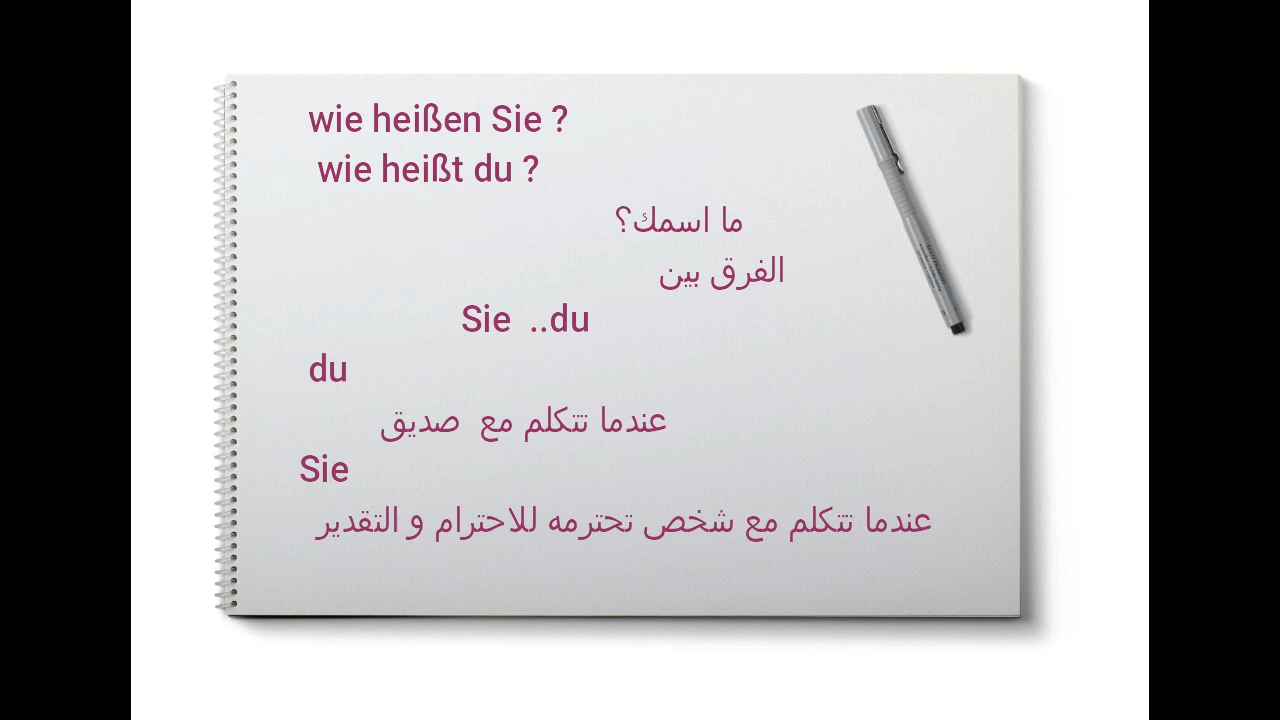 wie heißen Sie ?
wie heißt du ?
ما اسمك؟
الفرق بين
Sie ..du
du
عندما تتكلم مع صديق
Sie
عندما تتكلم مع شخص تحترمه للاحترام و التقدير